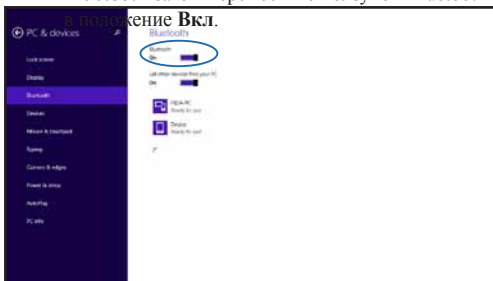 в положение Вкл.
PC & devices
Lock screen
Display
Bluetooth
Devices
Mouse & touchpad
Typing
Corners & edges
Power & sleep
AutoPlay
PC info
Bluetooth
Bluetooth
On
Let other devices find your PC
On
Ready to pair
Device
Ready to pair